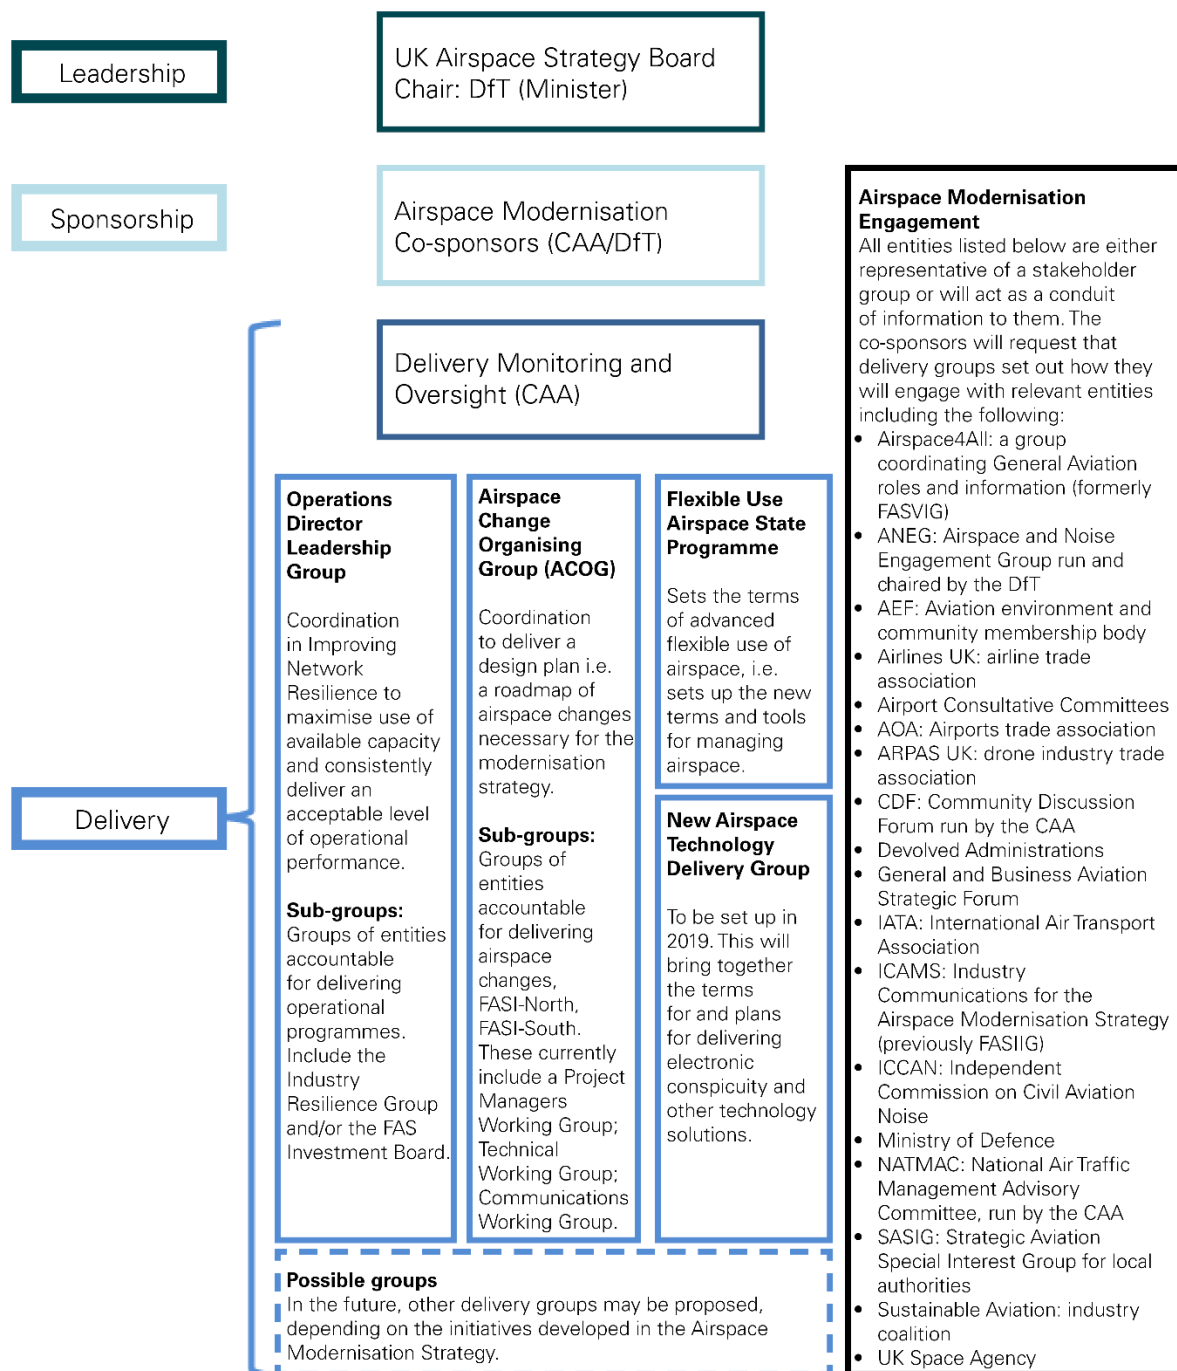 Leadership
UK Airspace Strategy Board
Chair: DfT (Minister)
Sponsorship
Airspace Modernisation
Co-sponsors (CAA/DfT)
Delivery Monitoring and
Oversight (CAA)
Delivery
Operations
Director
Leadership
Group
Coordination
in Improving
Network
Resilience to
maximise use of
available capacity
and consistently
deliver an
acceptable level
of operational
performance.
Sub-groups:
Groups of entities
accountable
for delivering
operational
programmes.
Include the
Industry
Resilience Group
and/or the FAS
Investment Board.
Airspace
Change
Organising
Group (ACOG)
Coordination
to deliver a
design plan i.e.
a roadmap of
airspace changes
necessary for the
modernisation
strategy.
Sub-groups:
Groups of
entities
accountable
for delivering
airspace
changes,
FASI-North,
FASI-South.
These currently
include a Project
Managers
Working Group;
Technical
Working Group;
Communications
Working Group.
Flexible Use
Airspace State
Programme
Sets the terms
of advanced
flexible use of
airspace, i.e.
sets up the new
terms and tools
for managing
airspace.
New Airspace
Technology
Delivery Group
To be set up in
2019. This will
bring together
the terms
for and plans
for delivering
electronic
conspicuity and
other technology
solutions.
Possible groups
In the future, other delivery groups may be proposed,
depending on the initiatives developed in the Airspace
Modernisation Strategy.
Airspace Modernisation
Engagement
All entities listed below are either
representative of a stakeholder
group or will act as a conduit
of information to them. The
co-sponsors will request that
delivery groups set out how they
will engage with relevant entities
including the following:
• Airspace4All: a group
coordinating General Aviation
roles and information (formerly
FASVIG)
• ANEG: Airspace and Noise
Engagement Group run and
chaired by the DfT
• AEF: Aviation environment and
community membership body
• Airlines UK: airline trade
association
• Airport Consultative Committees
• AOA: Airports trade association
• ARPAS UK: drone industry trade
association
• CDF: Community Discussion
Forum run by the CAA
• Devolved Administrations
• General and Business Aviation
Strategic Forum
• IATA: International Air Transport
Association
• ICAMS: Industry
Communications for the
Airspace Modernisation Strategy
(previously FASIIG)
• ICCAN: Independent
Commission on Civil Aviation
Noise
• Ministry of Defence
• NATMAC: National Air Traffic
Management Advisory
Committee, run by the CAA
• SASIG: Strategic Aviation
Special Interest Group for local
authorities
• Sustainable Aviation: industry
coalition
• UK Space Agency